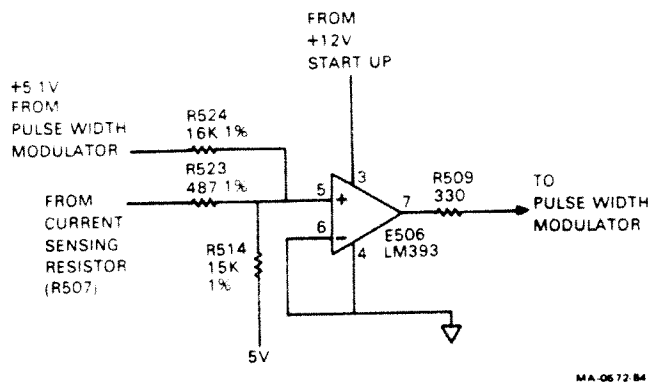 FROM
+12V
START UP
+5 1V
FROM
PULSE WIDTH
MODULATOR
R524
16K 1%
R523
487 1%
FROM
CURRENT
SENSING
RESISTOR
(R507)
R514
15K
1%
5V
5
+
6
−
3
4
7
E506
LM393
R509
330
TO
PULSE WIDTH
MODULATOR
MA-0672-84